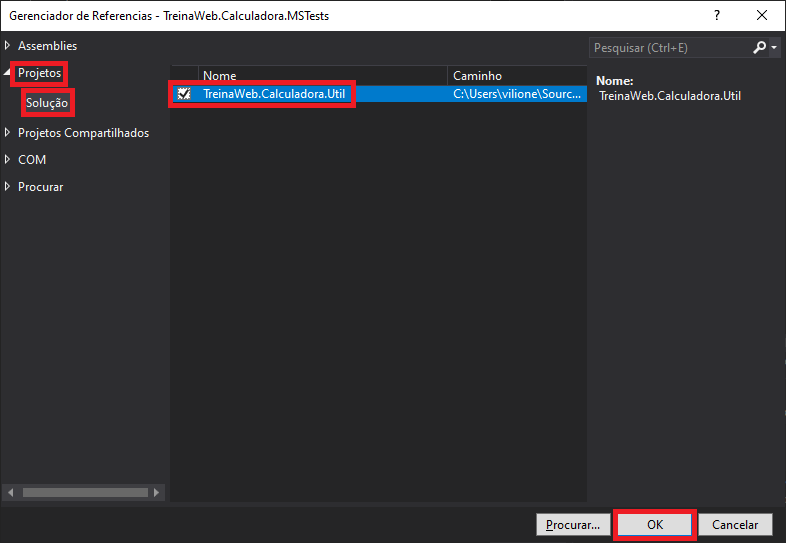 Gerenciador de Referencias - TreinaWeb.Calculadora.MSTests
Assemblies
Projetos
Solução
Projetos Compartilhados
COM
Procurar
Nome Caminho
TreinaWeb.Calculadora.Util C:\Users\vilione\Sourc...
Pesquisar (Ctrl+E)
Nome:
TreinaWeb.Calculadora.Util
Procurar... OK Cancelar